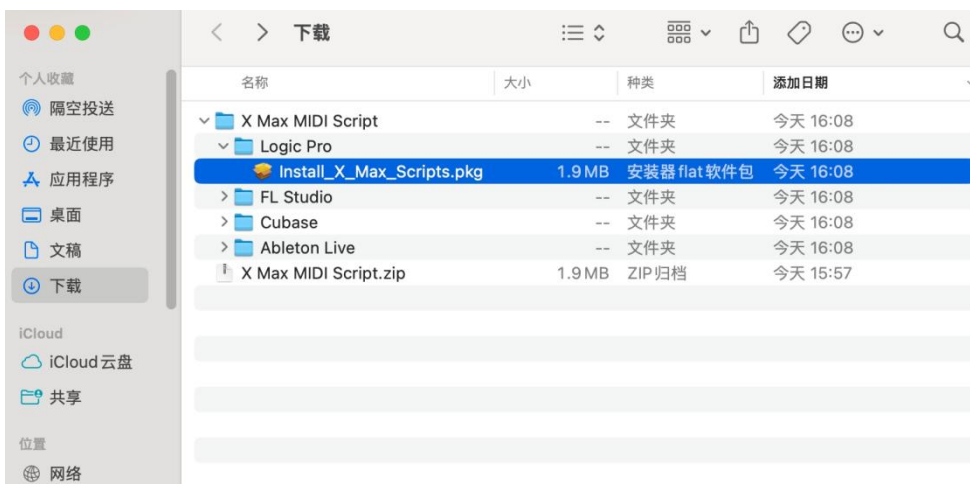 下载
个人收藏
隔空投送
最近使用
应用程序
桌面
文稿
下载
iCloud
iCloud云盘
共享
位置
网络
名称 大小 种类 添加日期
X Max MIDI Script -- 文件夹 今天 16:08
Logic Pro -- 文件夹 今天 16:08
Install_X_Max_Scripts.pkg 1.9 MB 安装器flat软件包 今天 16:08
FL Studio -- 文件夹 今天 16:08
Cubase -- 文件夹 今天 16:08
Ableton Live -- 文件夹 今天 16:08
X Max MIDI Script.zip 1.9 MB ZIP归档 今天 15:57